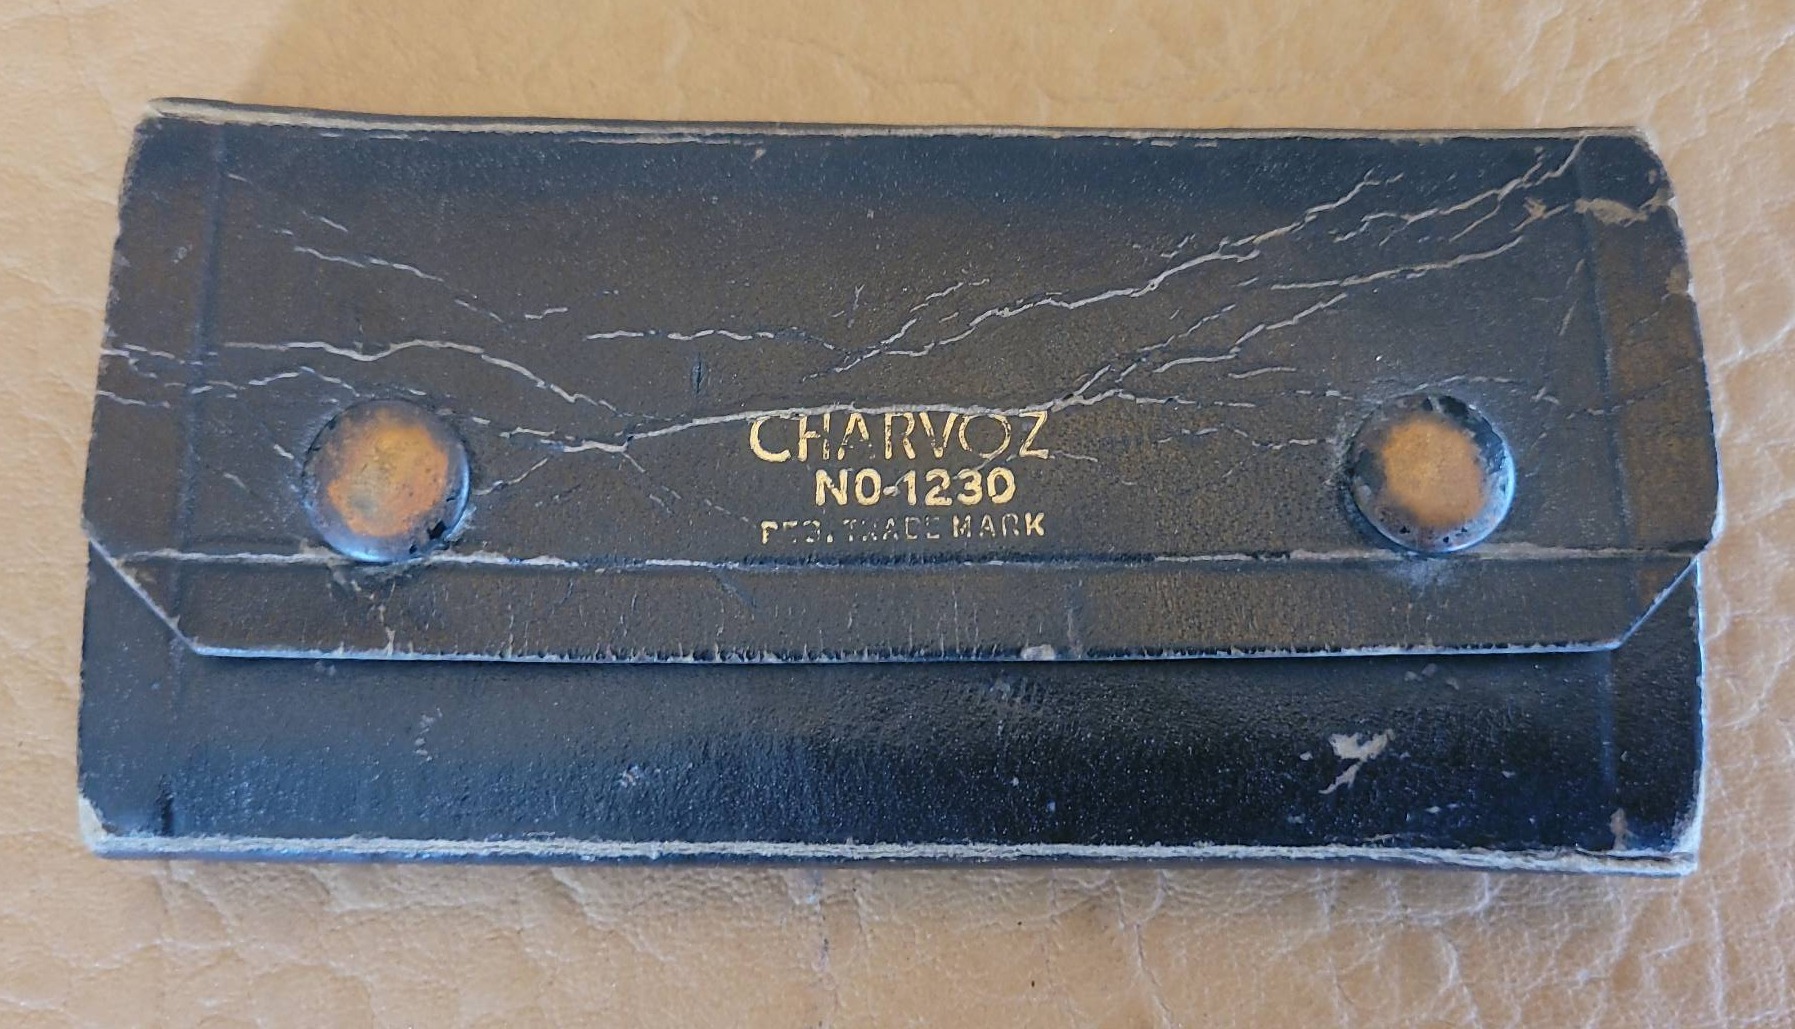 CHARVOZ
NO-1230
REG. TRADE MARK